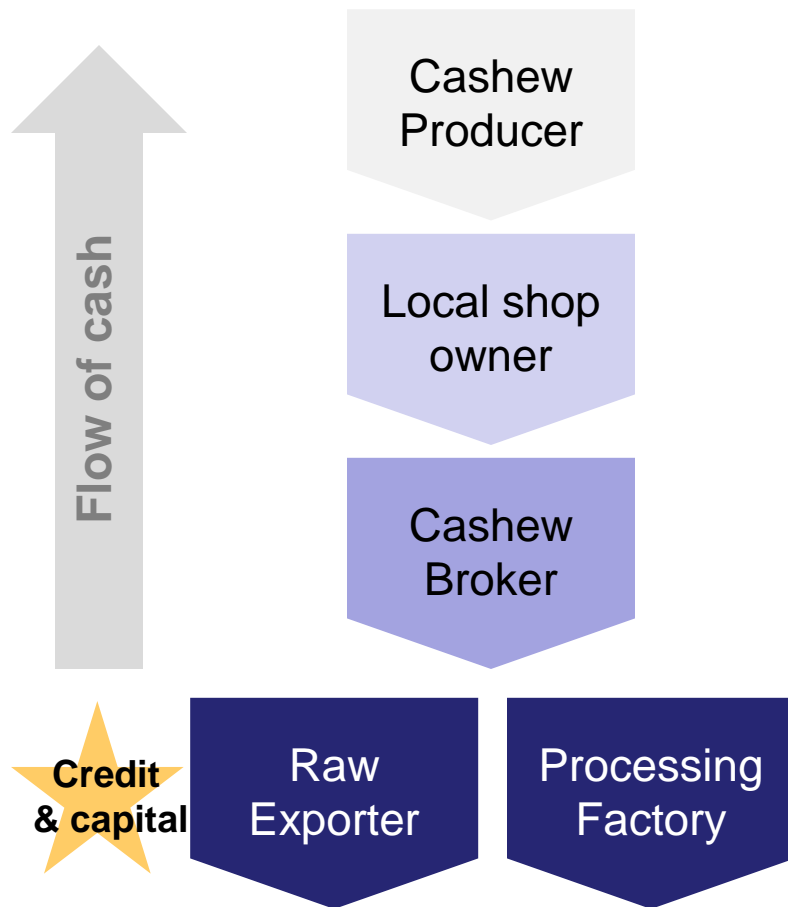 Cashew
Producer
Flow of cash
Local shop
owner
Cashew
Broker
Credit
& capital
Raw
Exporter
Processing
Factory